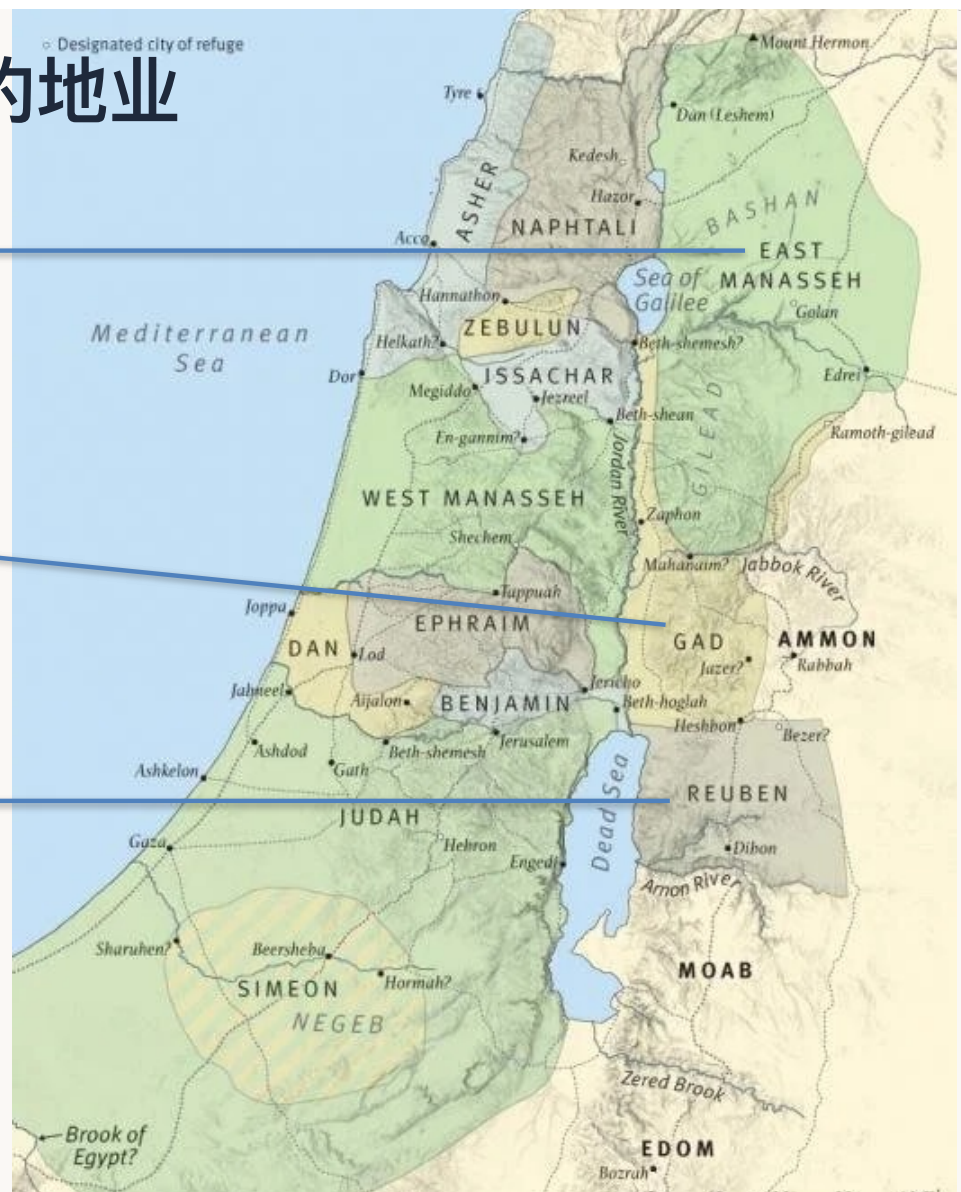 Designated city of refuge
的地业
Mount Hermon
Tyre
Dan (Leshem)
Kedesh
ASHER
Hazor
NAPHTALI
BASHAN
Acco
EAST
MANASSEH
Sea of
Galilee
Hannathon
Golan
ZEBULUN
Mediterranean
Sea
Helkath?
Beth-shemesh?
Dor
ISSACHAR
Edrei
Megiddo
Jezreel
GILEAD
Beth-shean
En-gannim?
Ramoth-gilead
Jordan River
WEST MANASSEH
Zaphon
Shechem
Mahanaim?
Jabbok River
Tappuah
Joppa
EPHRAIM
DAN
Lod
GAD
AMMON
Jazer?
Rabbah
Jabneel
Aijalon
BENJAMIN
Jericho
Beth-hoglah
Heshbon
Bezer?
Ashdod
Beth-shemesh
Jerusalem
Ashkelon
Gath
Dead Sea
REUBEN
JUDAH
Gaza
Hebron
Dibon
Engedi
Arnon River
Sharuhen?
Beersheba
MOAB
SIMEON
Hormah?
NEGEB
Zered Brook
Brook of
Egypt?
EDOM
Bozrah